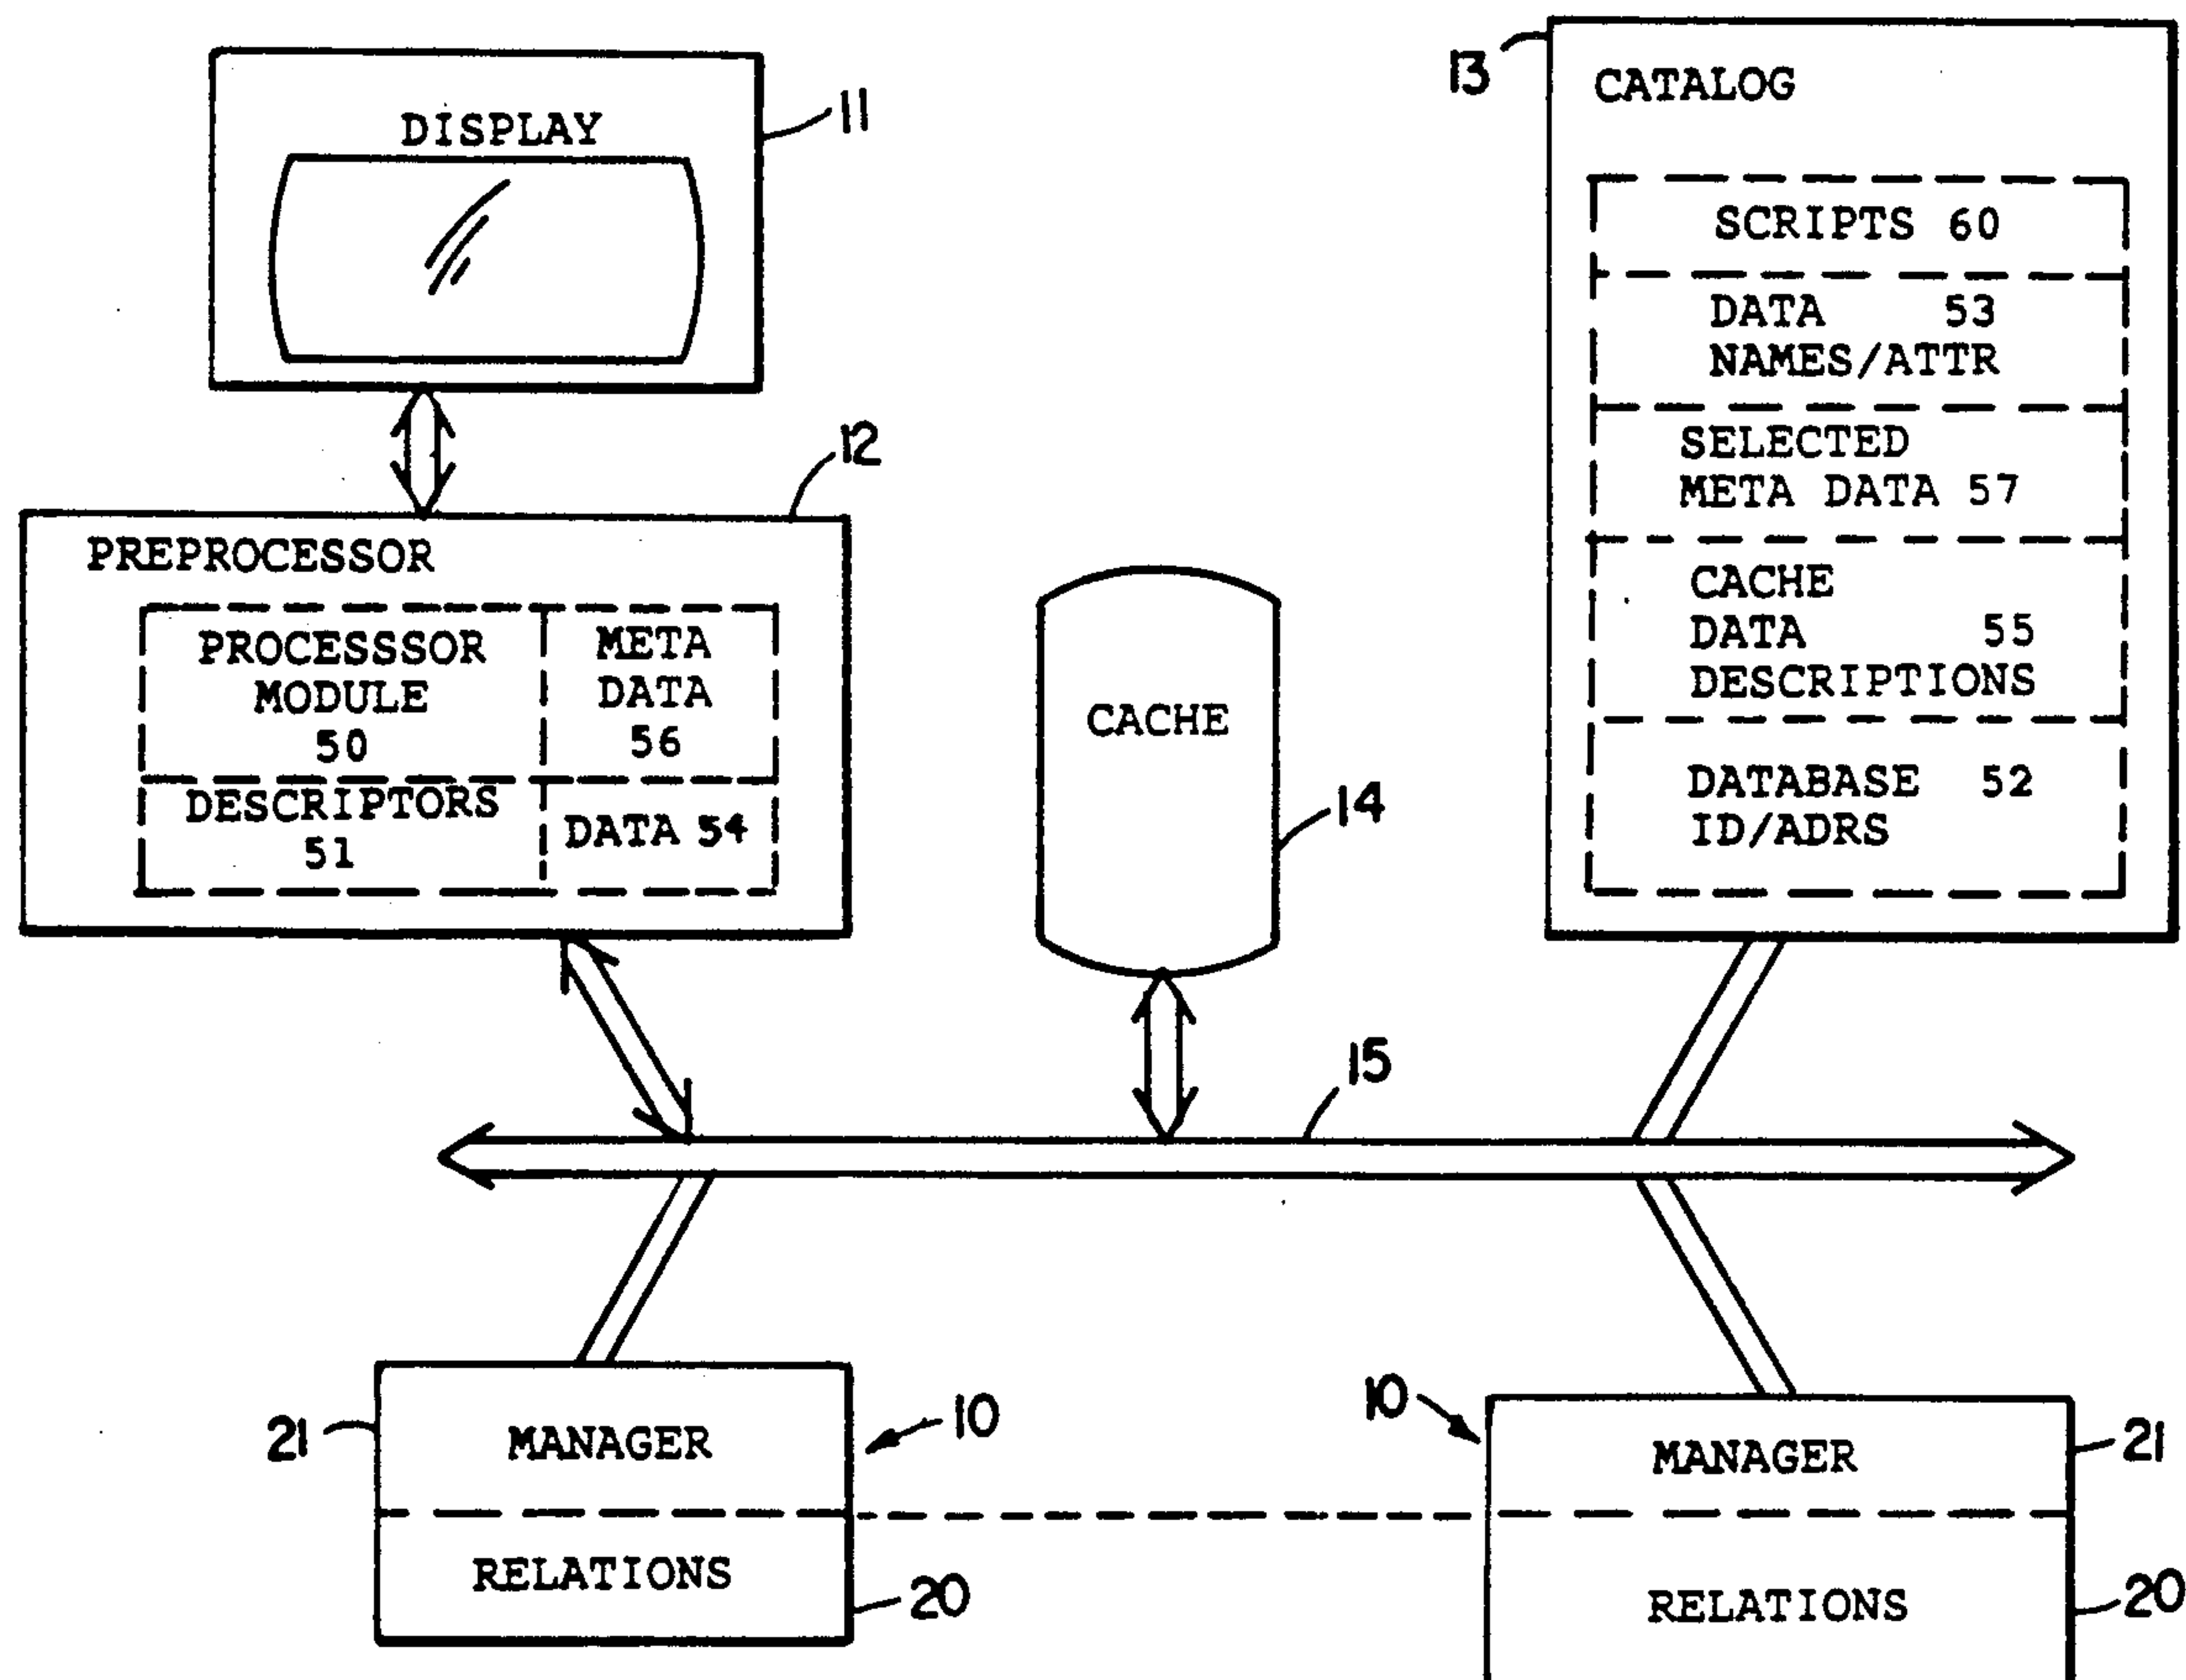 DISPLAY
11
12
PREPROCESSOR
PROCESSSOR
MODULE
50
META
DATA
56
DESCRIPTORS
51
DATA 54
CACHE
14
13
CATALOG
SCRIPTS 60
DATA 53
NAMES/ATTR
SELECTED
META DATA 57
CACHE
DATA 55
DESCRIPTIONS
DATABASE 52
ID/ADRS
15
21
MANAGER
10
RELATIONS
20
10
MANAGER
21
RELATIONS
20